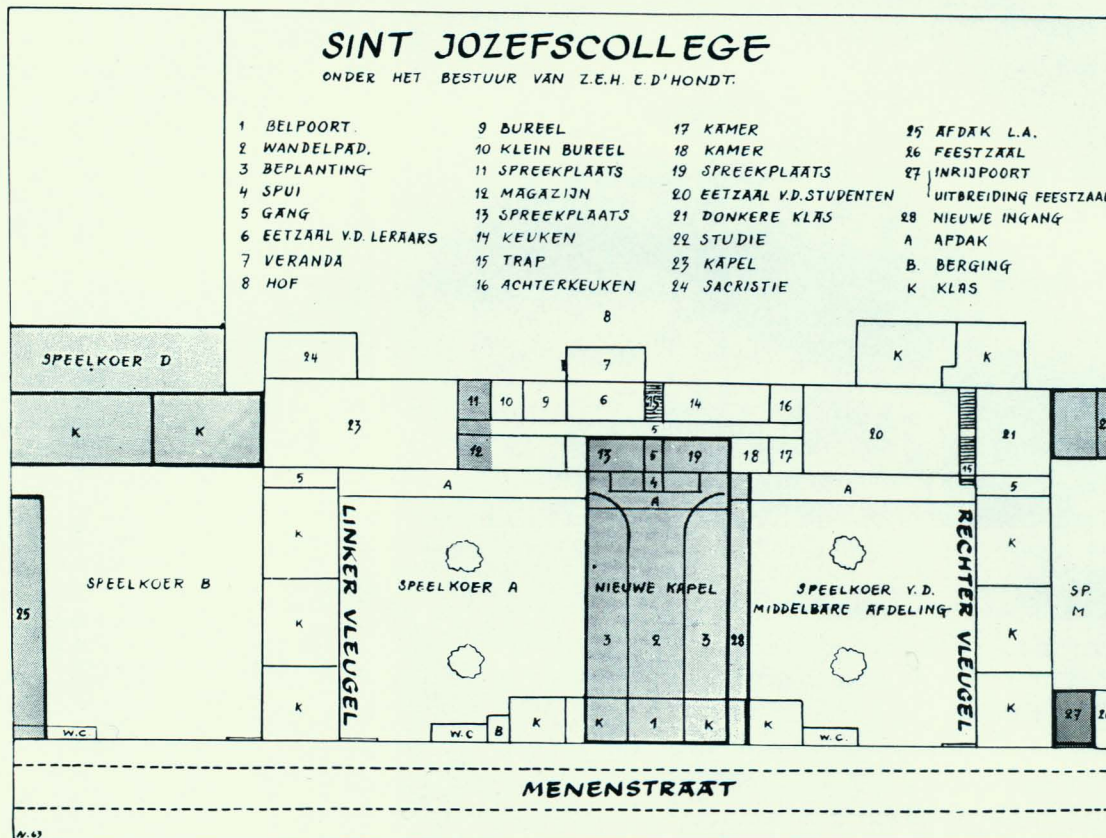 SINT JOZEFSCOLLEGE
ONDER HET BESTUUR VAN Z.E.H. E. D'HONDT.
1 BELPOORT.
2 WANDELPAD.
3 BEPLANTING
4 SPUI
5 GANG
6 EETZAAL V.D. LERAARS
7 VERANDA
8 HOF
9 BUREEL
10 KLEIN BUREEL
11 SPREEKPLAATS
12 MAGAZIJN
13 SPREEKPLAATS
14 KEUKEN
15 TRAP
16 ACHTERKEUKEN
17 KAMER
18 KAMER
19 SPREEKPLAATS
20 EETZAAL V.D. STUDENTEN
21 DONKERE KLAS
22 STUDIE
23 KAPEL
24 SACRISTIE
25 AFDAK L.A.
26 FEESTZAAL
27 INRIJPOORT
UITBREIDING FEESTZAAL
28 NIEUWE INGANG
A AFDAK
B. BERGING
K KLAS
8
SPEELKOER D
24
7
K K
K K
23
11 10 9 6 15 14 16
20
21
5
12 13 5 19 18 17
15
4
5 A A A 5
K
LINKER VLEUGEL
RECHTER VLEUGEL
K
25
SPEELKOER B
SPEELKOER A
NIEUWE KAPEL
SPEELKOER V.D.
MIDDELBARE AFDELING
SP.
M
K
3 2 3 28
K
K
W.C
W.C B K K 1 K K W.C.
K
27
MENENSTRAAT